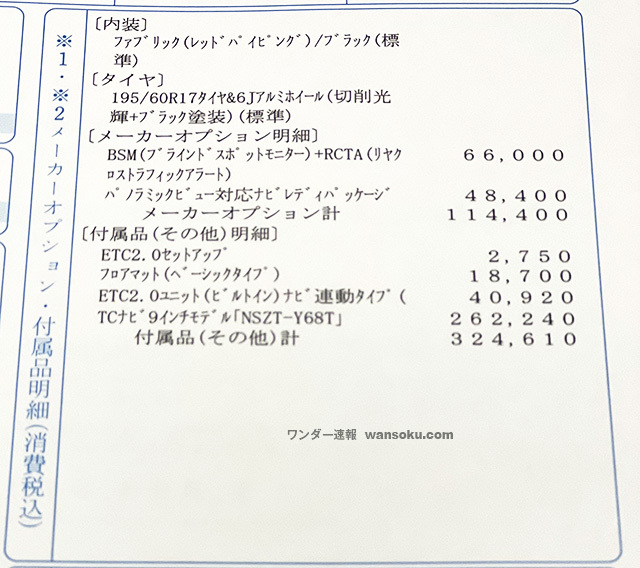 ※1・※2メーカーオプション・付属品明細(消費税込)
[内装]
ﾌｧﾌﾞﾘｯｸ(ﾚｯﾄﾞﾊﾟｲﾋﾟﾝｸﾞ)/ﾌﾞﾗｯｸ(標
準)
[タイヤ]
195/60R17ﾀｲﾔ&6Jｱﾙﾐﾎｲｰﾙ(切削光
輝+ﾌﾞﾗｯｸ塗装)(標準)
[メーカーオプション明細]
BSM(ﾌﾞﾗｲﾝﾄﾞｽﾎﾟｯﾄﾓﾆﾀｰ)+RCTA(ﾘﾔｸ 66,000
ﾛｽﾄﾗﾌｨｯｸｱﾗｰﾄ)
ﾊﾟﾉﾗﾐｯｸﾋﾞｭｰ対応ﾅﾋﾞﾚﾃﾞｨﾊﾟｯｹｰｼﾞ 48,400
メーカーオプション計 114,400
[付属品(その他)明細]
ETC2.0ｾｯﾄｱｯﾌﾟ 2,750
ﾌﾛｱﾏｯﾄ(ﾍﾞｰｼｯｸﾀｲﾌﾟ) 18,700
ETC2.0ﾕﾆｯﾄ(ﾋﾞﾙﾄｲﾝ)ﾅﾋﾞ連動ﾀｲﾌﾟ( 40,920
TCﾅﾋﾞ9ｲﾝﾁﾓﾃﾞﾙ｢NSZT-Y68T｣ 262,240
付属品(その他)計 324,610
ワンダー速報 wansoku.com